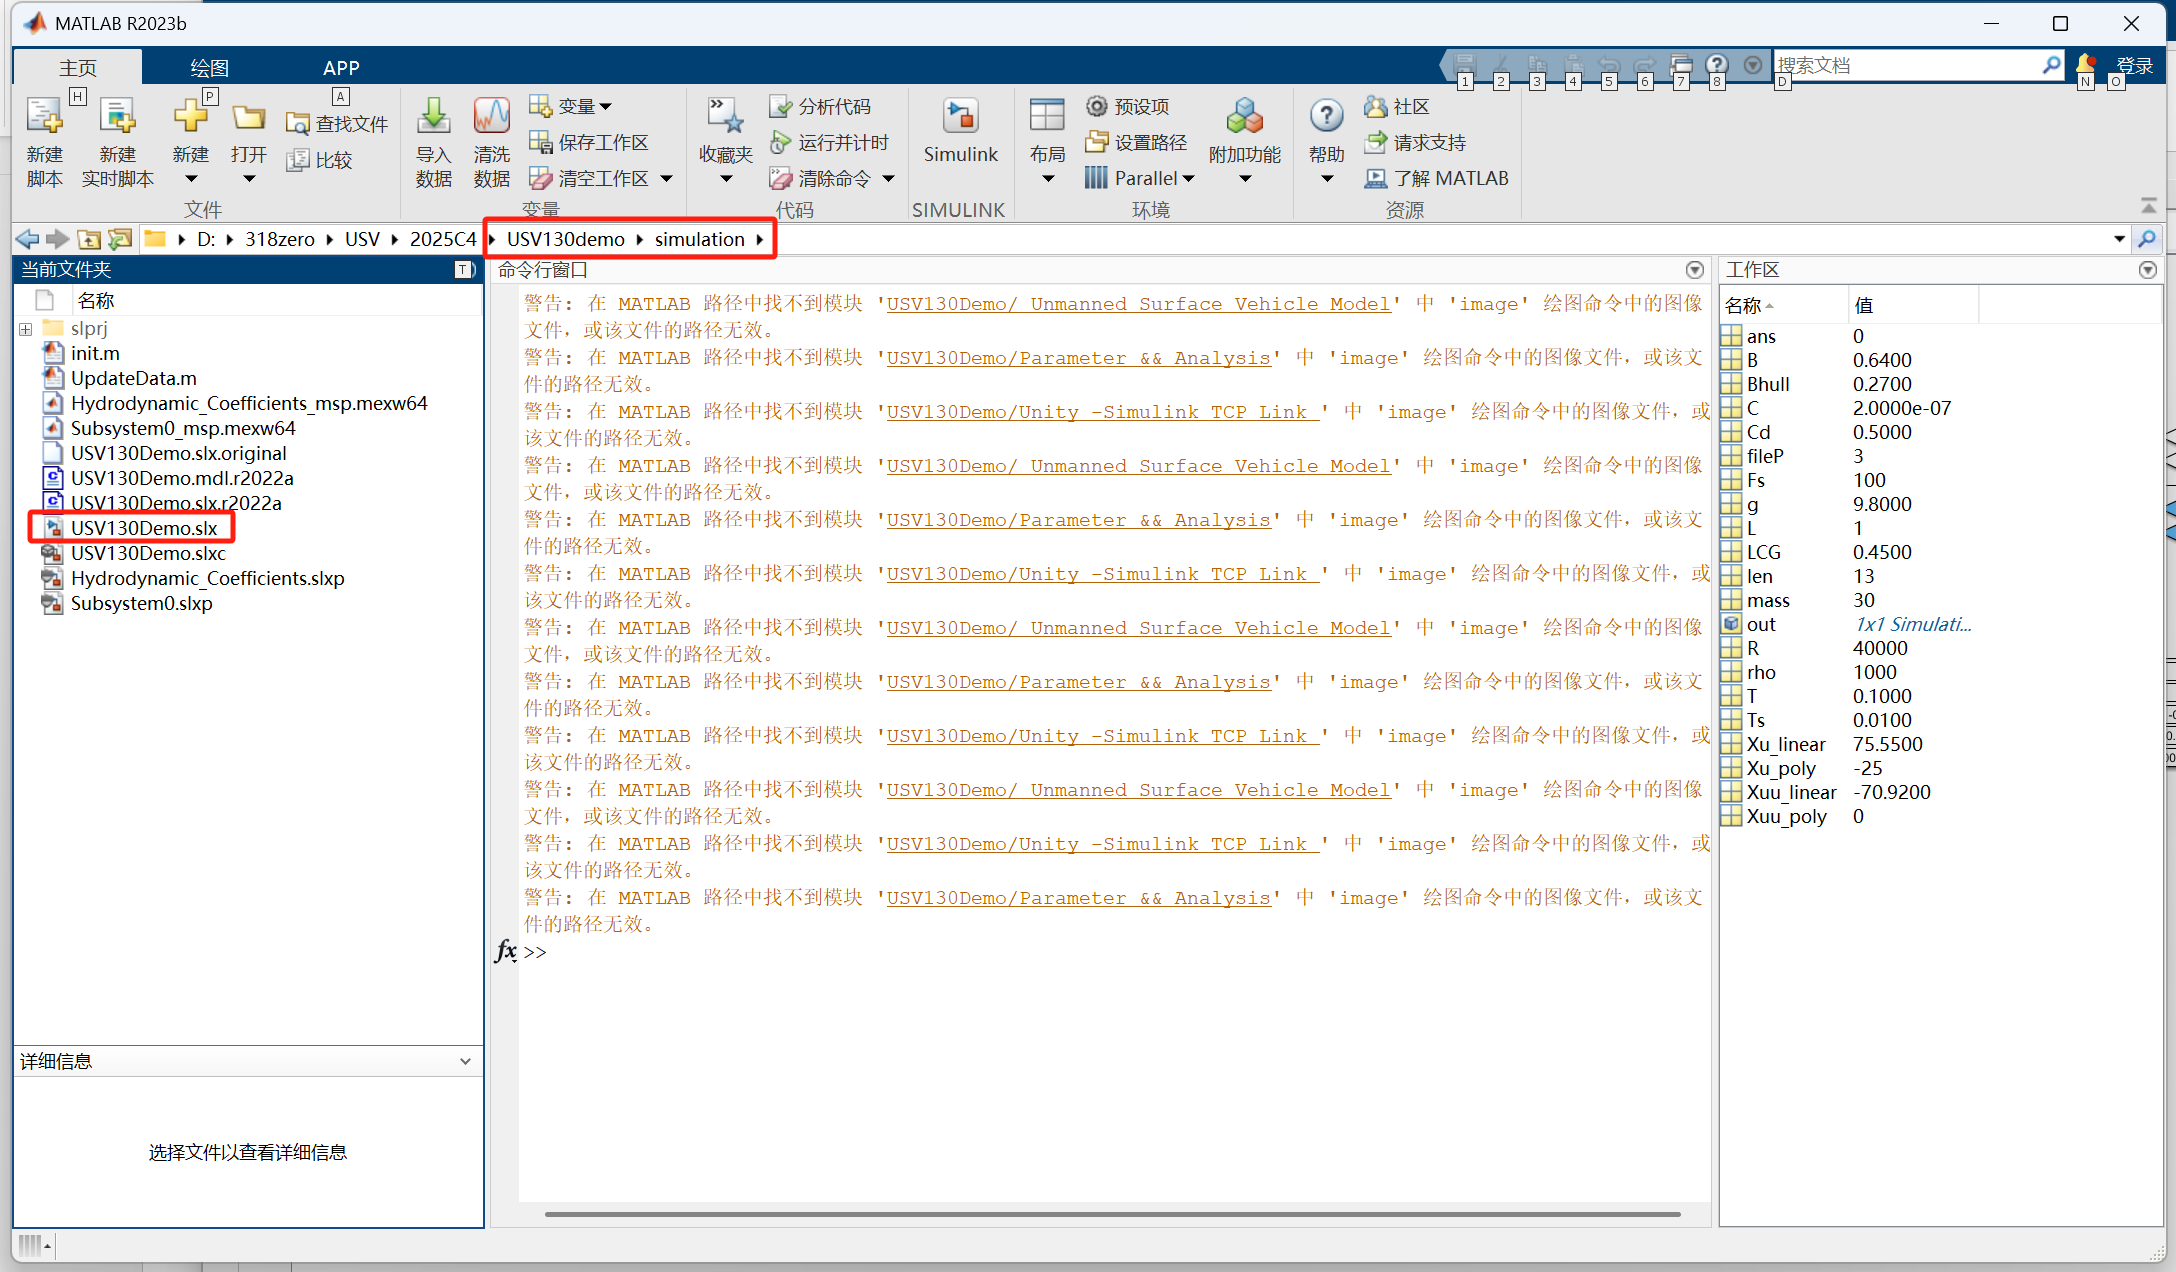 MATLAB R2023b
主页
绘图
APP
搜索文档
登录
H
P
A
1
2
3
4
5
6
7
8
D
N
O
新建
脚本
新建
实时脚本
新建
打开
查找文件
比较
文件
导入
数据
清洗
数据
变量
保存工作区
清空工作区
变量
收藏夹
分析代码
运行并计时
清除命令
代码
Simulink
SIMULINK
布局
预设项
设置路径
Parallel
附加功能
环境
帮助
社区
请求支持
了解 MATLAB
资源
D:
318zero
USV
2025C4
USV130demo
simulation
当前文件夹
T
名称
slprj
init.m
UpdateData.m
Hydrodynamic_Coefficients_msp.mexw64
Subsystem0_msp.mexw64
USV130Demo.slx.original
USV130Demo.mdl.r2022a
USV130Demo.slx.r2022a
USV130Demo.slx
USV130Demo.slxc
Hydrodynamic_Coefficients.slxp
Subsystem0.slxp
详细信息
选择文件以查看详细信息
命令行窗口
警告: 在 MATLAB 路径中找不到模块 'USV130Demo/ Unmanned Surface Vehicle Model' 中 'image' 绘图命令中的图像
文件，或该文件的路径无效。
警告: 在 MATLAB 路径中找不到模块 'USV130Demo/Parameter && Analysis' 中 'image' 绘图命令中的图像文件，或该文
件的路径无效。
警告: 在 MATLAB 路径中找不到模块 'USV130Demo/Unity -Simulink TCP Link ' 中 'image' 绘图命令中的图像文件，或
该文件的路径无效。
警告: 在 MATLAB 路径中找不到模块 'USV130Demo/ Unmanned Surface Vehicle Model' 中 'image' 绘图命令中的图像
文件，或该文件的路径无效。
警告: 在 MATLAB 路径中找不到模块 'USV130Demo/Parameter && Analysis' 中 'image' 绘图命令中的图像文件，或该文
件的路径无效。
警告: 在 MATLAB 路径中找不到模块 'USV130Demo/Unity -Simulink TCP Link ' 中 'image' 绘图命令中的图像文件，或
该文件的路径无效。
警告: 在 MATLAB 路径中找不到模块 'USV130Demo/ Unmanned Surface Vehicle Model' 中 'image' 绘图命令中的图像
文件，或该文件的路径无效。
警告: 在 MATLAB 路径中找不到模块 'USV130Demo/Parameter && Analysis' 中 'image' 绘图命令中的图像文件，或该文
件的路径无效。
警告: 在 MATLAB 路径中找不到模块 'USV130Demo/Unity -Simulink TCP Link ' 中 'image' 绘图命令中的图像文件，或
该文件的路径无效。
警告: 在 MATLAB 路径中找不到模块 'USV130Demo/ Unmanned Surface Vehicle Model' 中 'image' 绘图命令中的图像
文件，或该文件的路径无效。
警告: 在 MATLAB 路径中找不到模块 'USV130Demo/Unity -Simulink TCP Link ' 中 'image' 绘图命令中的图像文件，或
该文件的路径无效。
警告: 在 MATLAB 路径中找不到模块 'USV130Demo/Parameter && Analysis' 中 'image' 绘图命令中的图像文件，或该文
件的路径无效。
fx >>
工作区
名称 值
ans 0
B 0.6400
Bhull 0.2700
C 2.0000e-07
Cd 0.5000
fileP 3
Fs 100
g 9.8000
L 1
LCG 0.4500
len 13
mass 30
out 1x1 Simulati...
R 40000
rho 1000
T 0.1000
Ts 0.0100
Xu_linear 75.5500
Xu_poly -25
Xuu_linear -70.9200
Xuu_poly 0